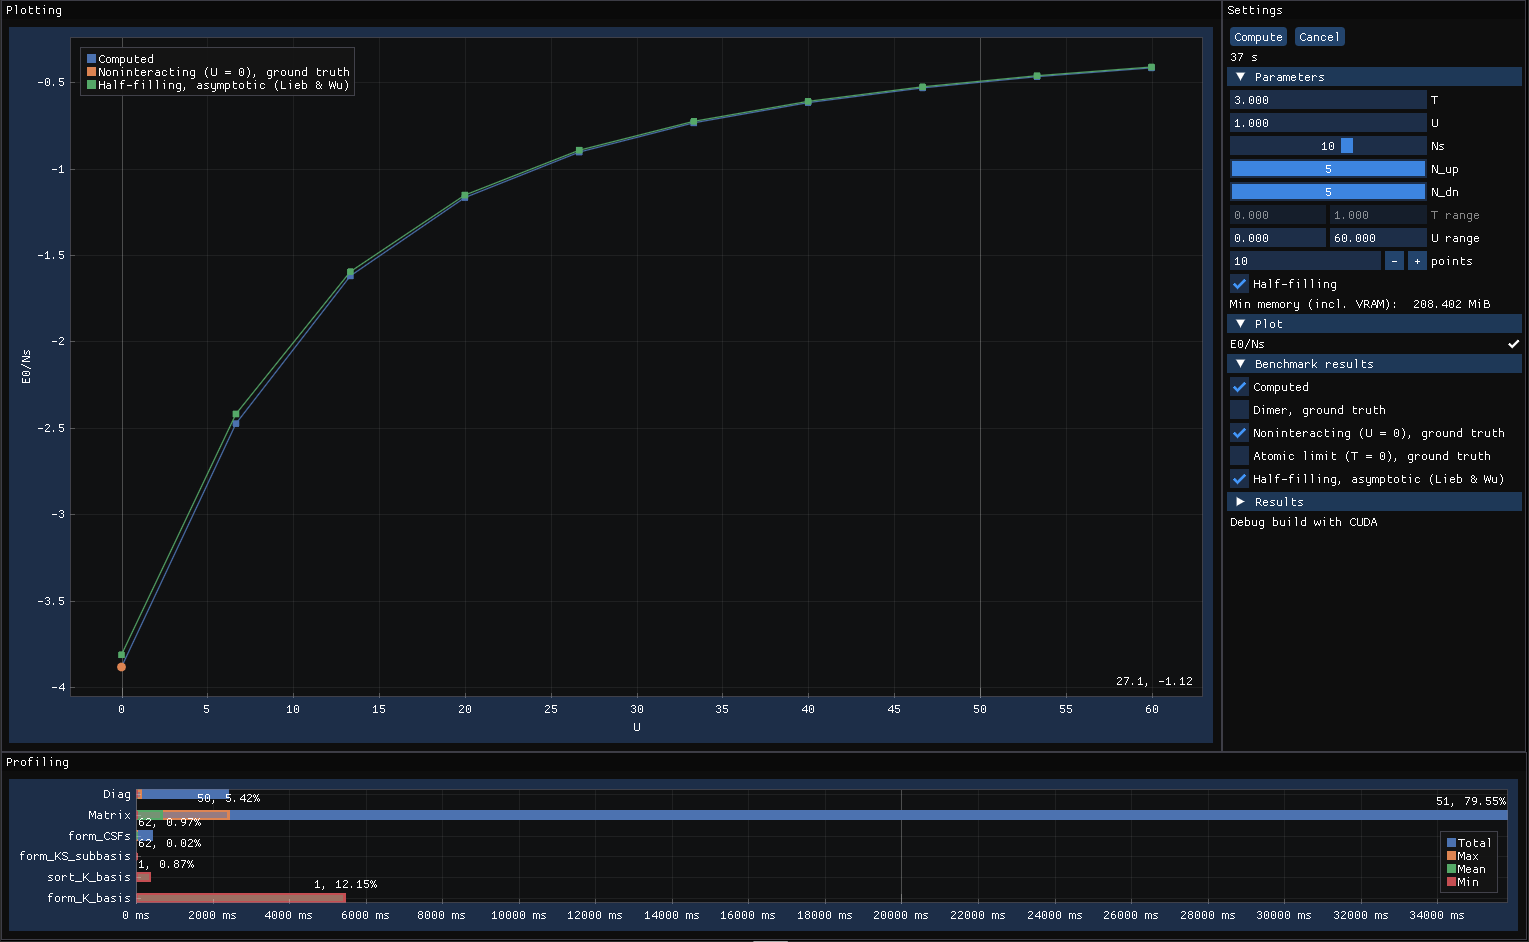 Plotting
Computed
Noninteracting (U = 0), ground truth
Half-filling, asymptotic (Lieb & Wu)
-0.5
-1
-1.5
-2
-2.5
-3
-3.5
-4
E0/Ns
27.1, -1.12
0 5 10 15 20 25 30 35 40 45 50 55 60
U
Settings
Compute Cancel
37 s
Parameters
3.000 T
1.000 U
10 Ns
5 N_up
5 N_dn
0.000 1.000 T range
0.000 60.000 U range
10 - + points
Half-filling
Min memory (incl. VRAM): 208.402 MiB
Plot
E0/Ns
Benchmark results
Computed
Dimer, ground truth
Noninteracting (U = 0), ground truth
Atomic limit (T = 0), ground truth
Half-filling, asymptotic (Lieb & Wu)
Results
Debug build with CUDA
Profiling
Diag
50, 5.42%
51, 79.55%
Matrix
62, 0.97%
form_CSFs
62, 0.02%
form_KS_subbasis
1, 0.87%
sort_K_basis
1, 12.15%
form_K_basis
Total
Max
Mean
Min
0 ms 2000 ms 4000 ms 6000 ms 8000 ms 10000 ms 12000 ms 14000 ms 16000 ms 18000 ms 20000 ms 22000 ms 24000 ms 26000 ms 28000 ms 30000 ms 32000 ms 34000 ms